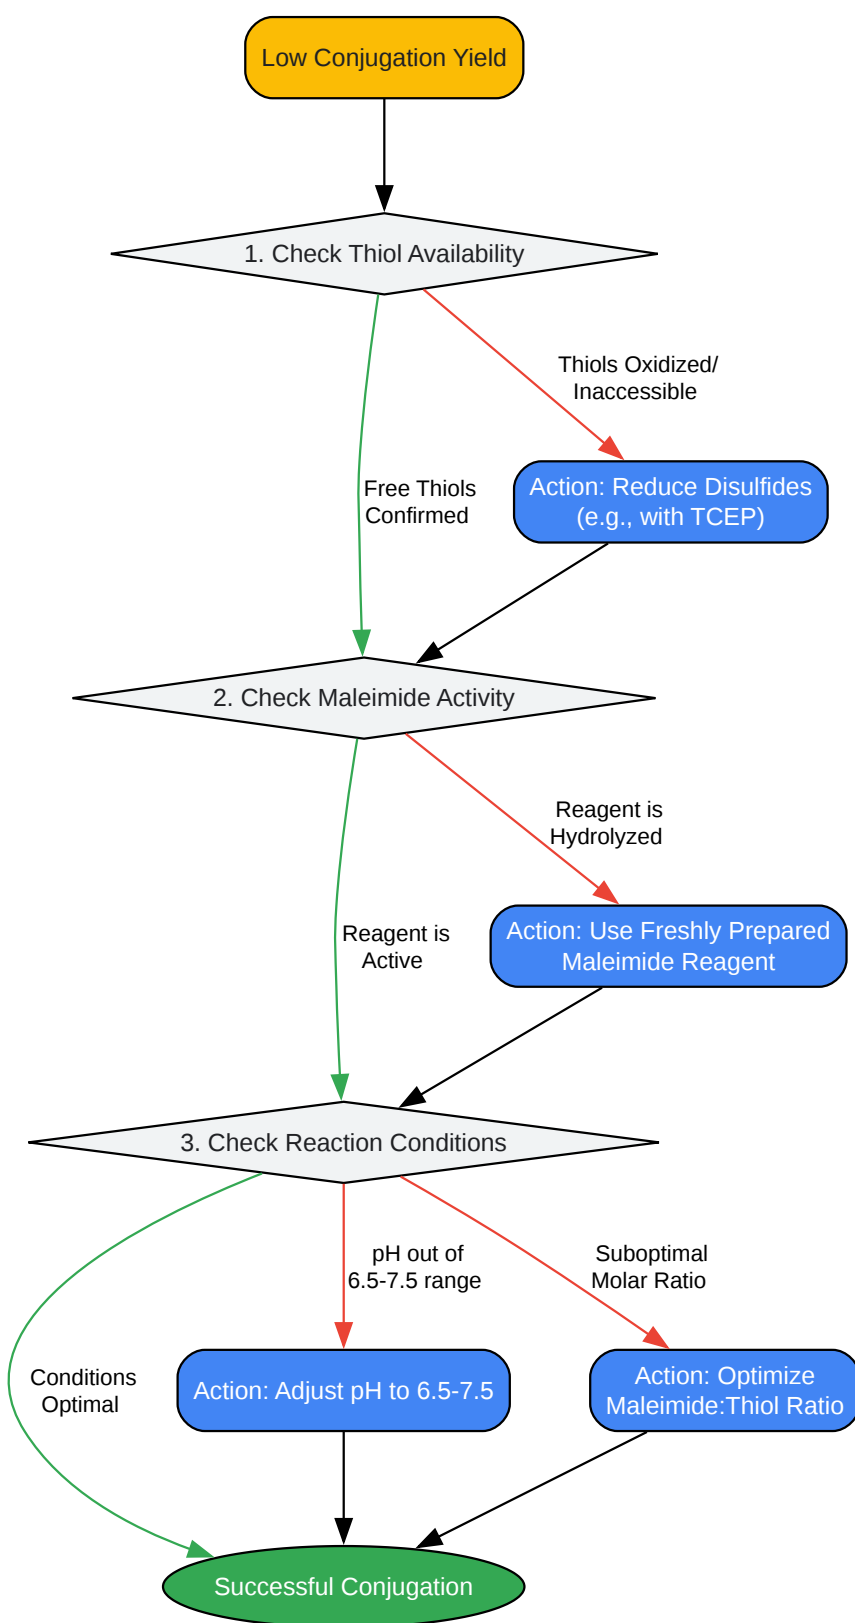 Low Conjugation Yield
1. Check Thiol Availability
Thiols Oxidized/
Inaccessible
Free Thiols
Confirmed
Action: Reduce Disulfides
(e.g., with TCEP)
2. Check Maleimide Activity
Reagent is
Hydrolyzed
Reagent is
Active
Action: Use Freshly Prepared
Maleimide Reagent
3. Check Reaction Conditions
pH out of
6.5-7.5 range
Suboptimal
Molar Ratio
Conditions
Optimal
Action: Adjust pH to 6.5-7.5
Action: Optimize
Maleimide:Thiol Ratio
Successful Conjugation